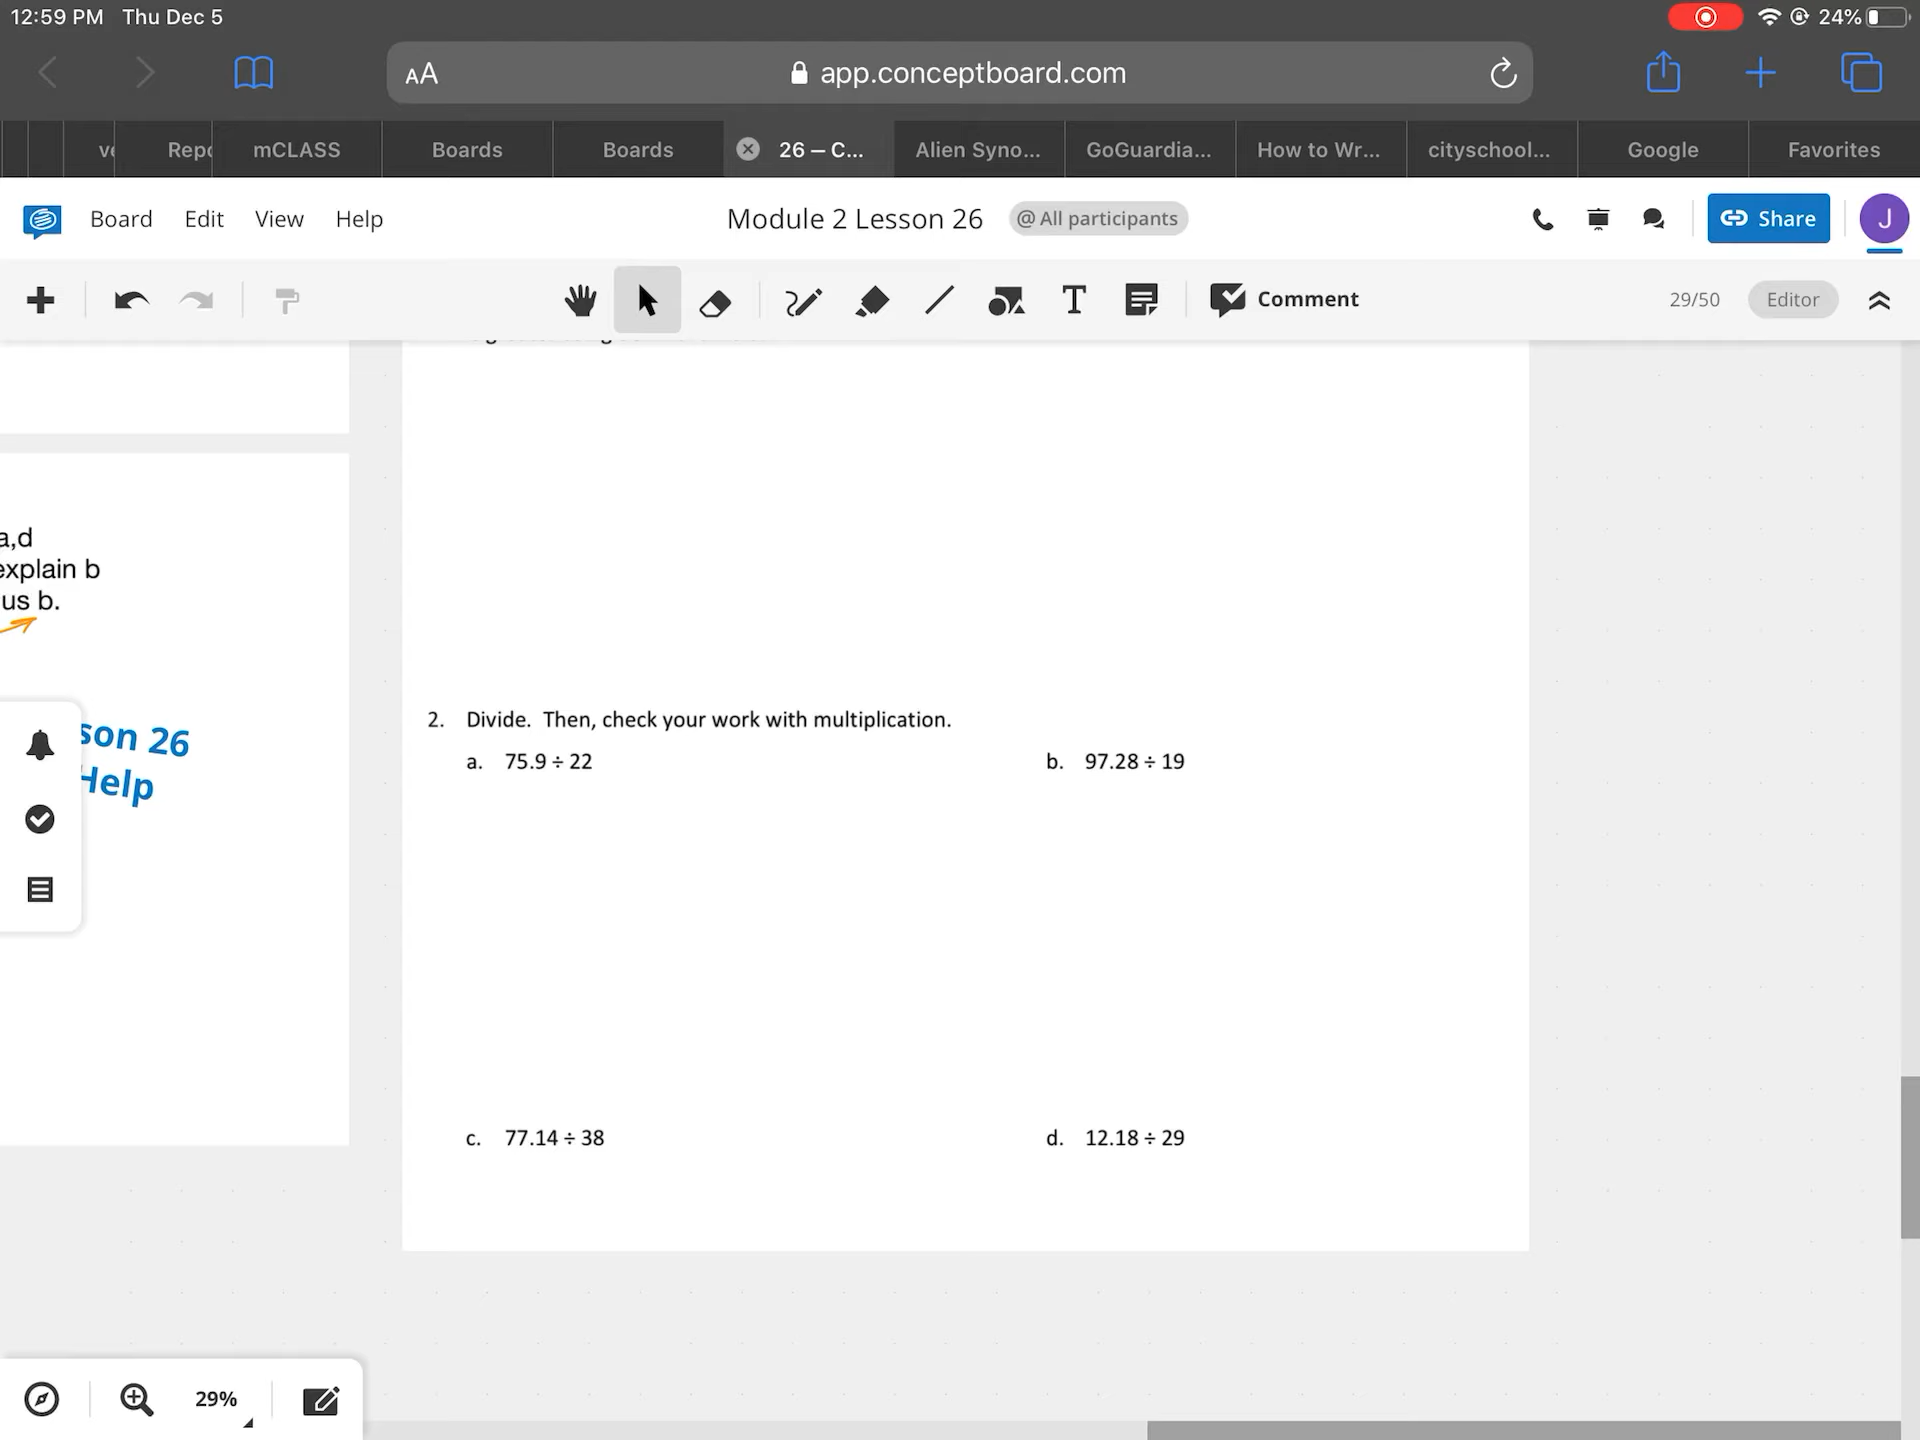 12:59 PM Thu Dec 5
24%
AA
app.conceptboard.com
mCLASS
Boards
Boards
26 – C...
Alien Syno...
GoGuardia...
How to Wr...
cityschool...
Google
Favorites
Board Edit View Help
Module 2 Lesson 26
@ All participants
Share
J
T
Comment
29/50
Editor
a,d
explain b
us b.
son 26
Help
2. Divide. Then, check your work with multiplication.
a. 75.9 ÷ 22
b. 97.28 ÷ 19
c. 77.14 ÷ 38
d. 12.18 ÷ 29
29%